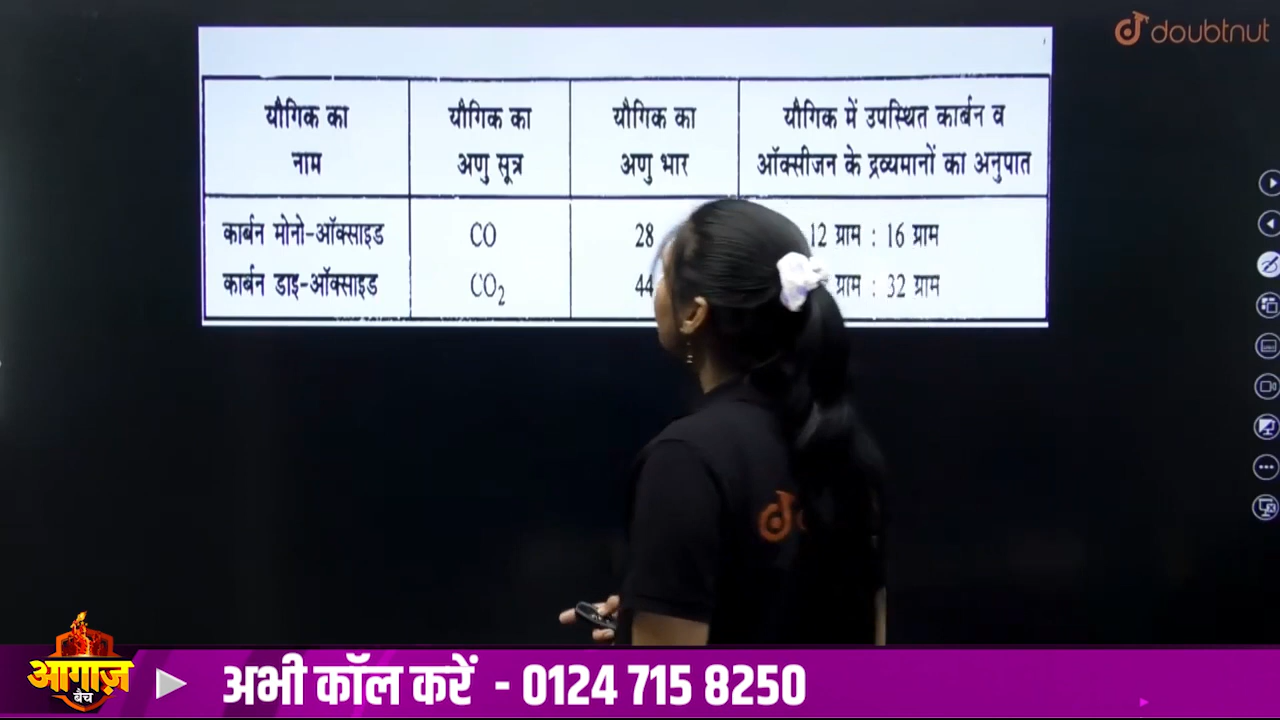 doubtnut
यौगिक का
नाम
यौगिक का
अणु सूत्र
यौगिक का
अणु भार
यौगिक में उपस्थित कार्बन व
ऑक्सीजन के द्रव्यमानों का अनुपात
कार्बन मोनो-ऑक्साइड CO 28 12 ग्राम : 16 ग्राम
कार्बन डाइ-ऑक्साइड CO₂ 44 ग्राम : 32 ग्राम
आगाज़
बैच
अभी कॉल करें - 0124 715 8250